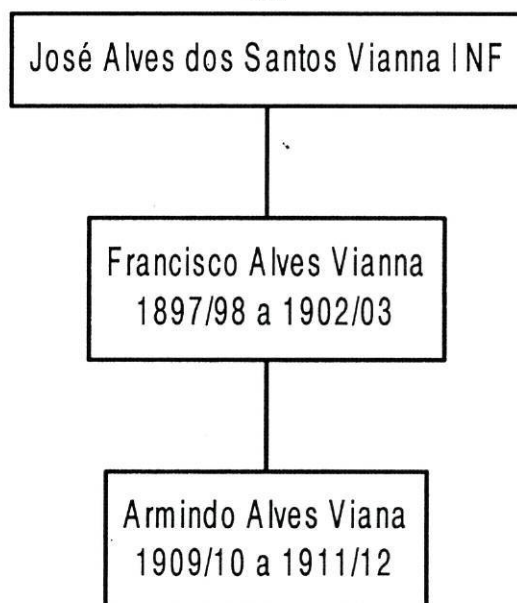 José Alves dos Santos Vianna I NF
Francisco Alves Vianna
1897/98 a 1902/03
Armindo Alves Viana
1909/10 a 1911/12